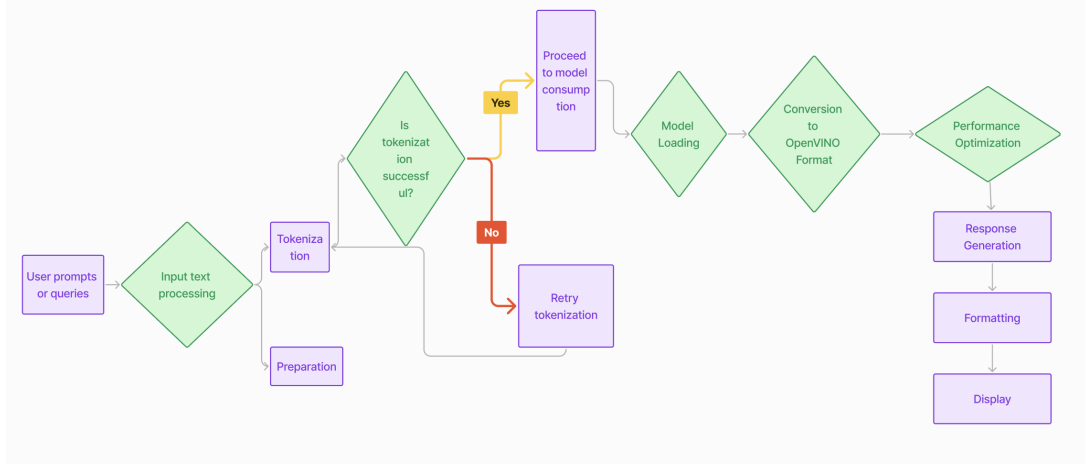 User prompts
or queries
Input text
processing
Tokeniza
tion
Preparation
Is
tokenizat
ion
successf
ul?
Yes
No
Proceed
to model
consump
tion
Retry
tokenization
Model
Loading
Conversion
to
OpenVINO
Format
Performance
Optimization
Response
Generation
Formatting
Display